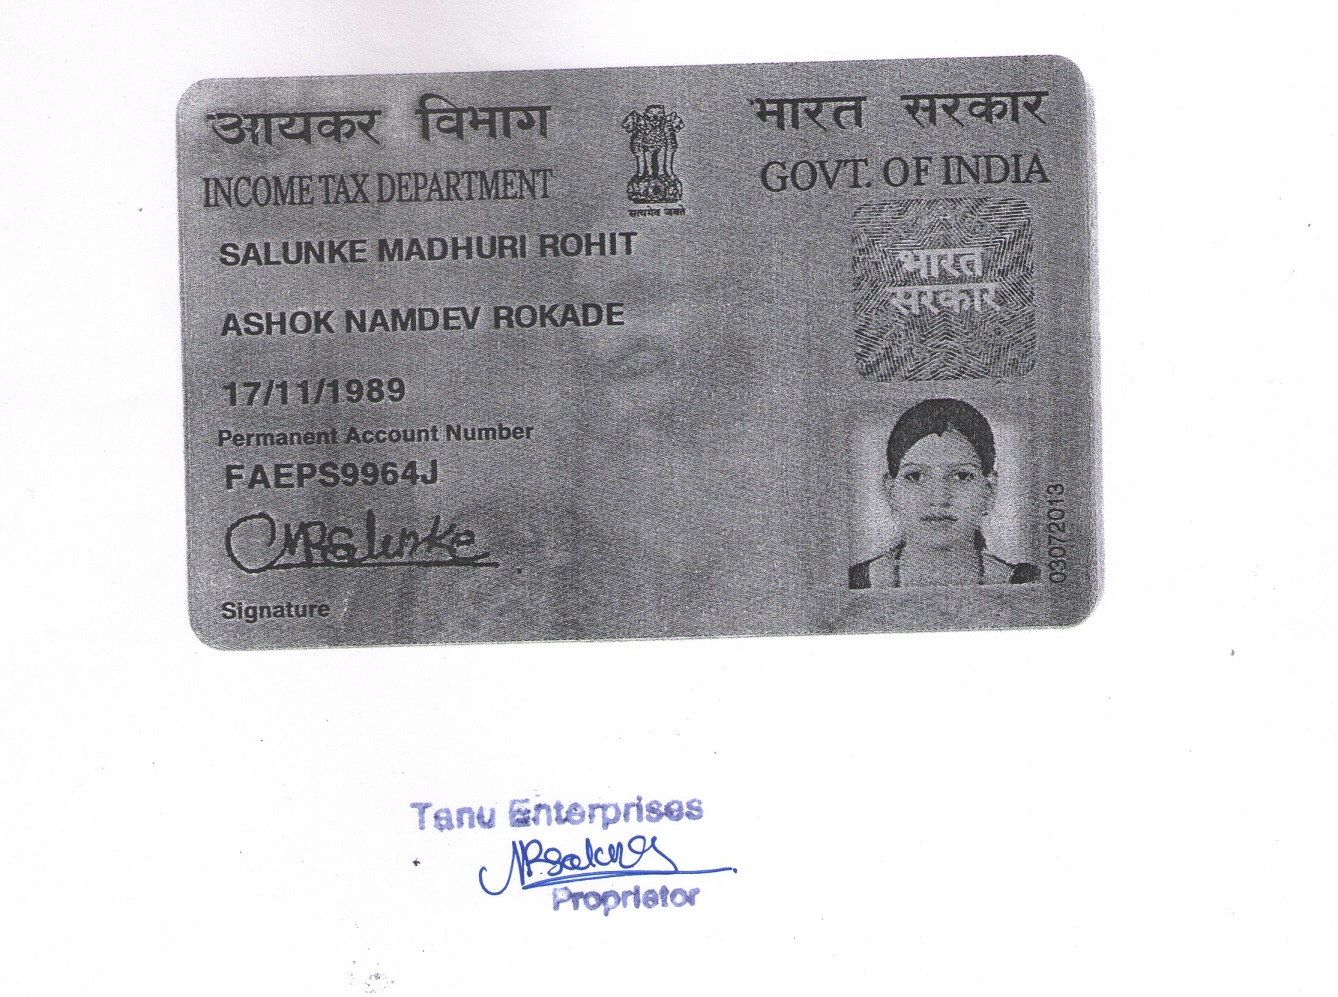 आयकर विभाग
INCOME TAX DEPARTMENT
सत्यमेव जयते
भारत सरकार
GOVT. OF INDIA
SALUNKE MADHURI ROHIT
ASHOK NAMDEV ROKADE
17/11/1989
Permanent Account Number
FAEPS9964J
MRSalunke
Signature
भारत
सरकार
03072013
Tanu Enterprises
Proprietor